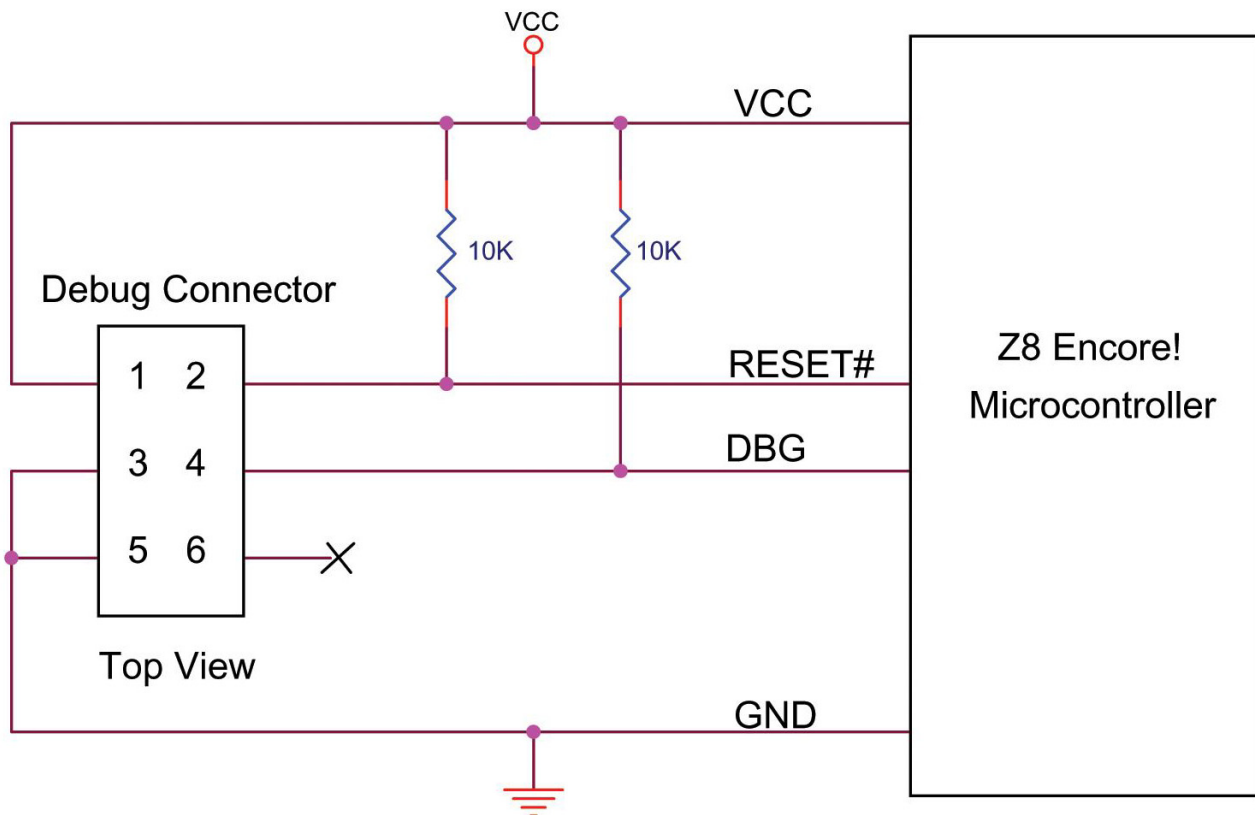 VCC
VCC
10K
10K
Debug Connector
1 2
RESET#
3 4
DBG
5 6
Z8 Encore!
Microcontroller
Top View
GND